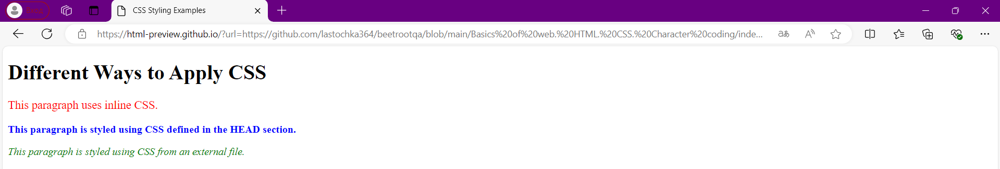 Вход
CSS Styling Examples
https://html-preview.github.io/?url=https://github.com/lastochka364/beetrootqa/blob/main/Basics%20of%20web.%20HTML.%20CSS.%20Character%20coding/inde...
Different Ways to Apply CSS
This paragraph uses inline CSS.
This paragraph is styled using CSS defined in the HEAD section.
This paragraph is styled using CSS from an external file.